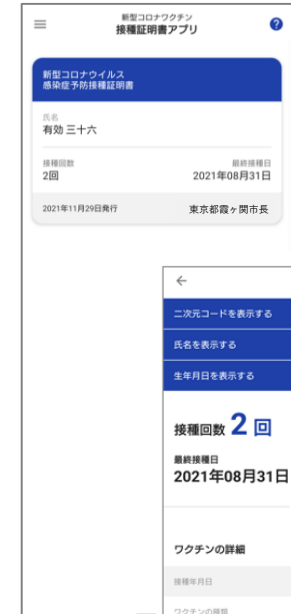 新型コロナワクチン
接種証明書アプリ
?
新型コロナウイルス
感染症予防接種証明書
氏名
有効 三十六
接種回数
最終接種日
2回
2021年08月31日
2021年11月29日発行
東京都霞ヶ関市長
二次元コードを表示する
氏名を表示する
生年月日を表示する
接種回数 2 回
最終接種日
2021年08月31日
ワクチンの詳細
接種年月日
ワクチンの種類